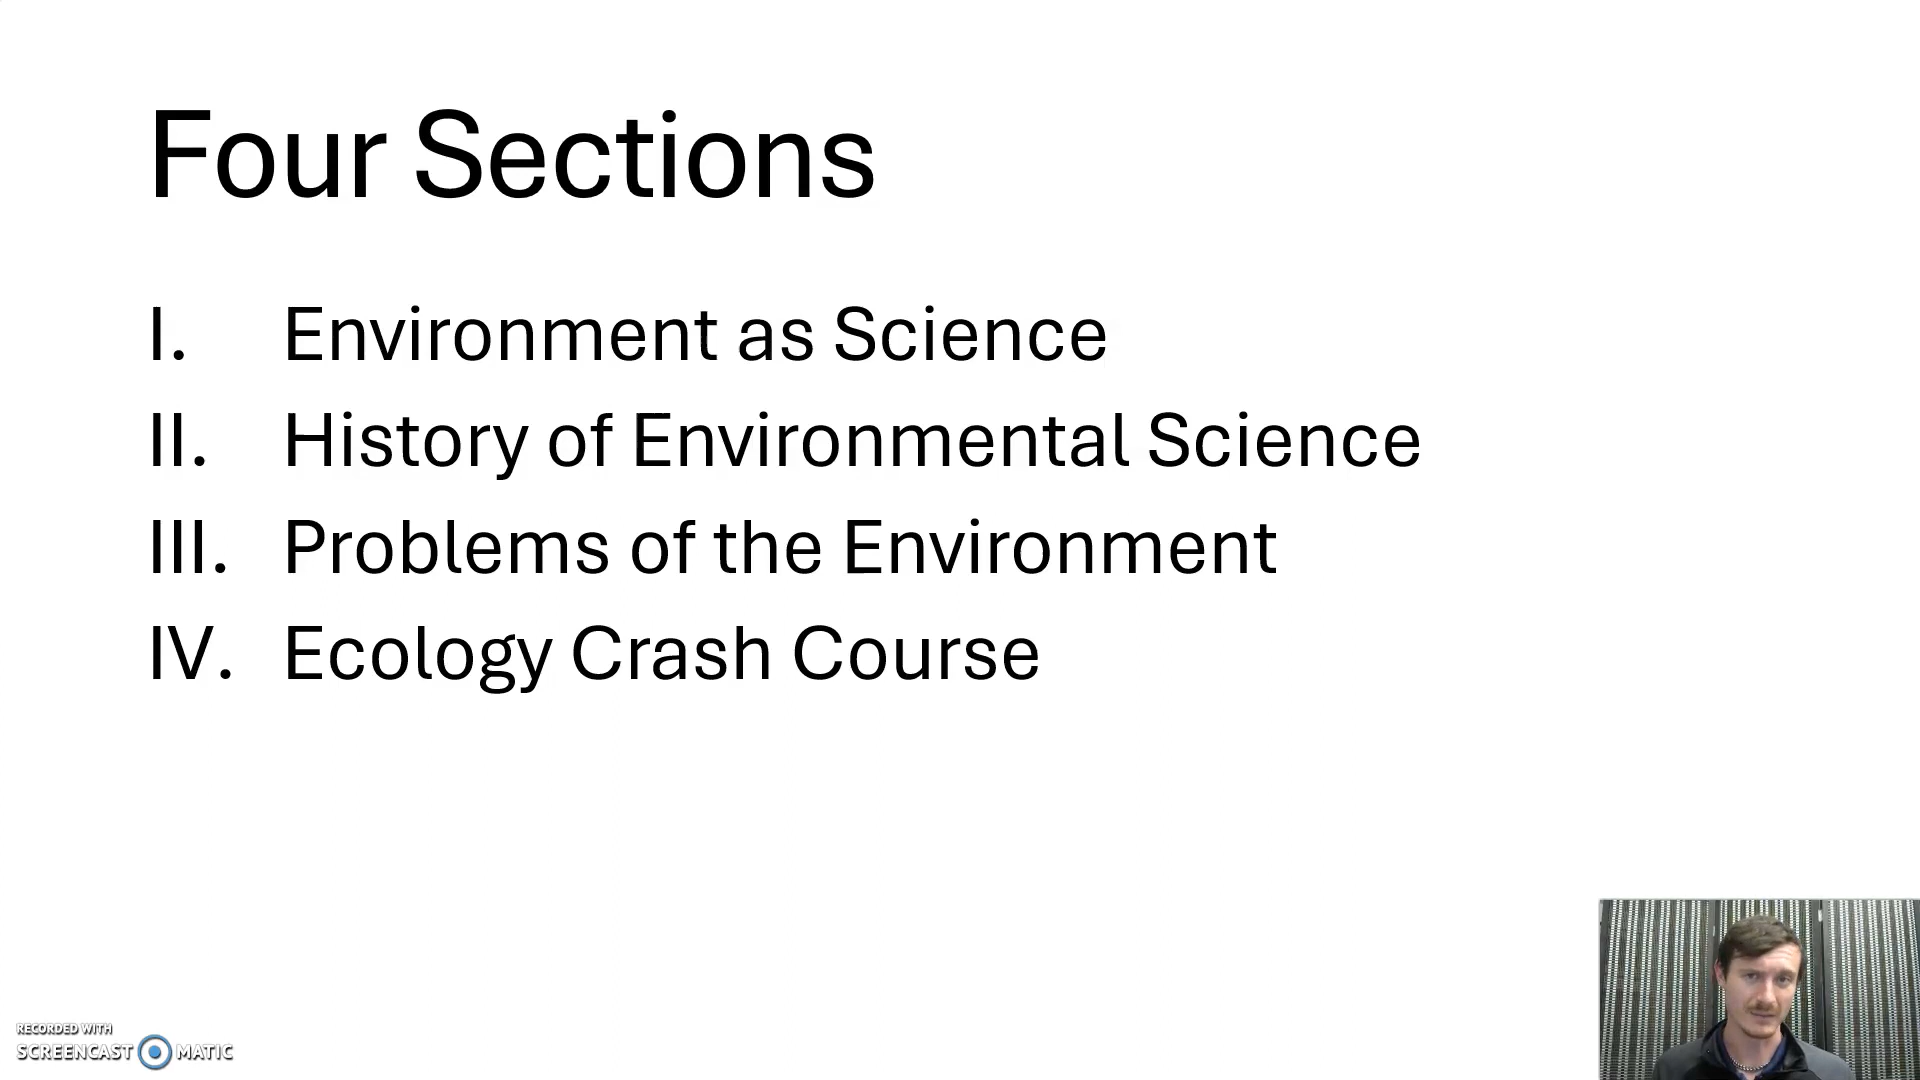 Four Sections
I. Environment as Science
II. History of Environmental Science
III. Problems of the Environment
IV. Ecology Crash Course
RECORDED WITH
SCREENCAST MATIC